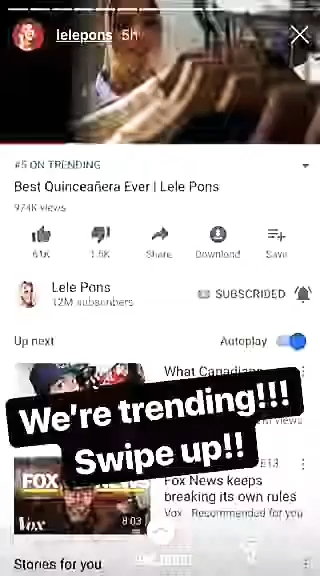 lelepons 5h
#5 ON TRENDING
Best Quinceañera Ever | Lele Pons
974K views
61K
Share
Download
Save
Lele Pons
12M subscribers
SUBSCRIBED
Up next
Autoplay
What Canadians
We're trending!!!
Swipe up!!
views
FOX
Vox
8:03
Fox News keeps
breaking its own rules
Vox · Recommended for you
Stories for you